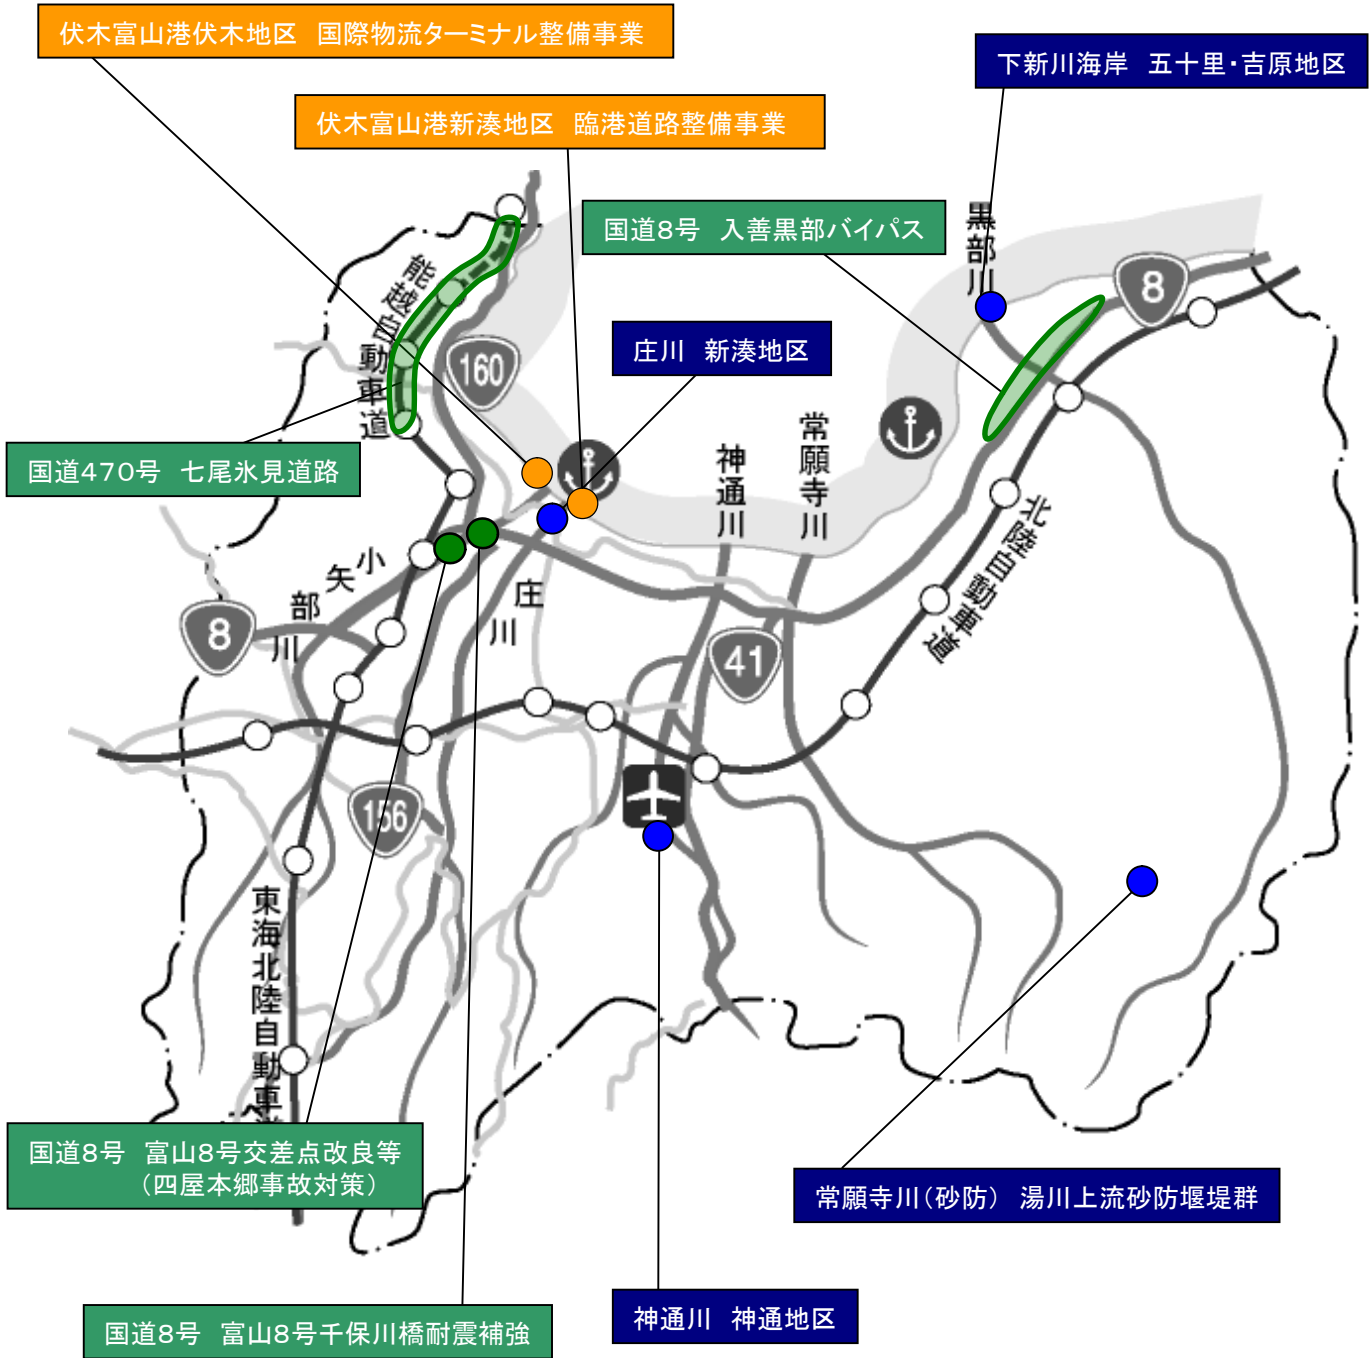 伏木富山港伏木地区　国際物流ターミナル整備事業
下新川海岸　五十里・吉原地区
伏木富山港新湊地区　臨港道路整備事業
国道8号　入善黒部バイパス
黒部川
8
能越自動車道
庄川　新湊地区
160
常願寺川
神通川
国道470号　七尾氷見道路
北陸自動車道
小矢部川
庄川
8
41
156
東海北陸自動車道
国道8号　富山8号交差点改良等
（四屋本郷事故対策）
常願寺川（砂防）　湯川上流砂防堰堤群
神通川　神通地区
国道8号　富山8号千保川橋耐震補強